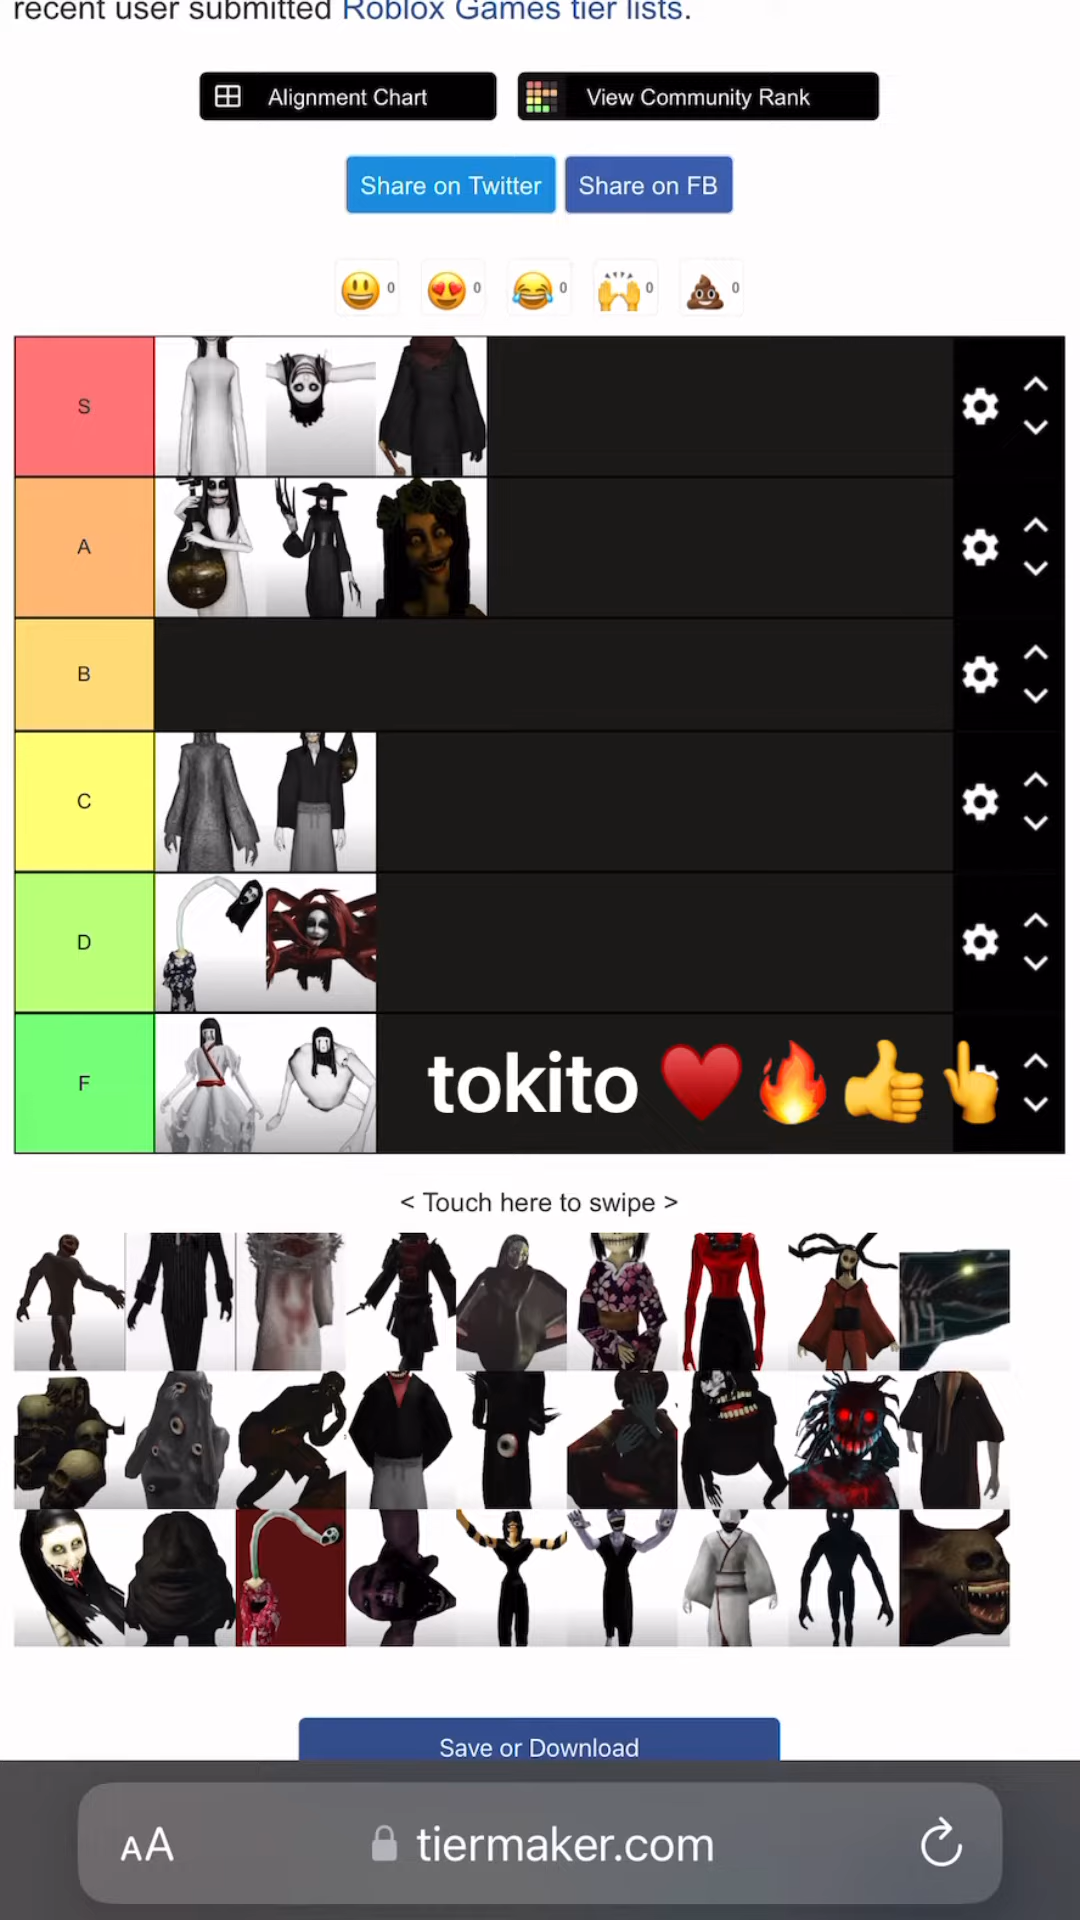 recent user submitted Roblox Games tier lists.
Alignment Chart
View Community Rank
Share on Twitter
Share on FB
0
0
0
0
0
S
A
B
C
D
F
tokito ❤️🔥👍👆
< Touch here to swipe >
Save or Download
AA
tiermaker.com